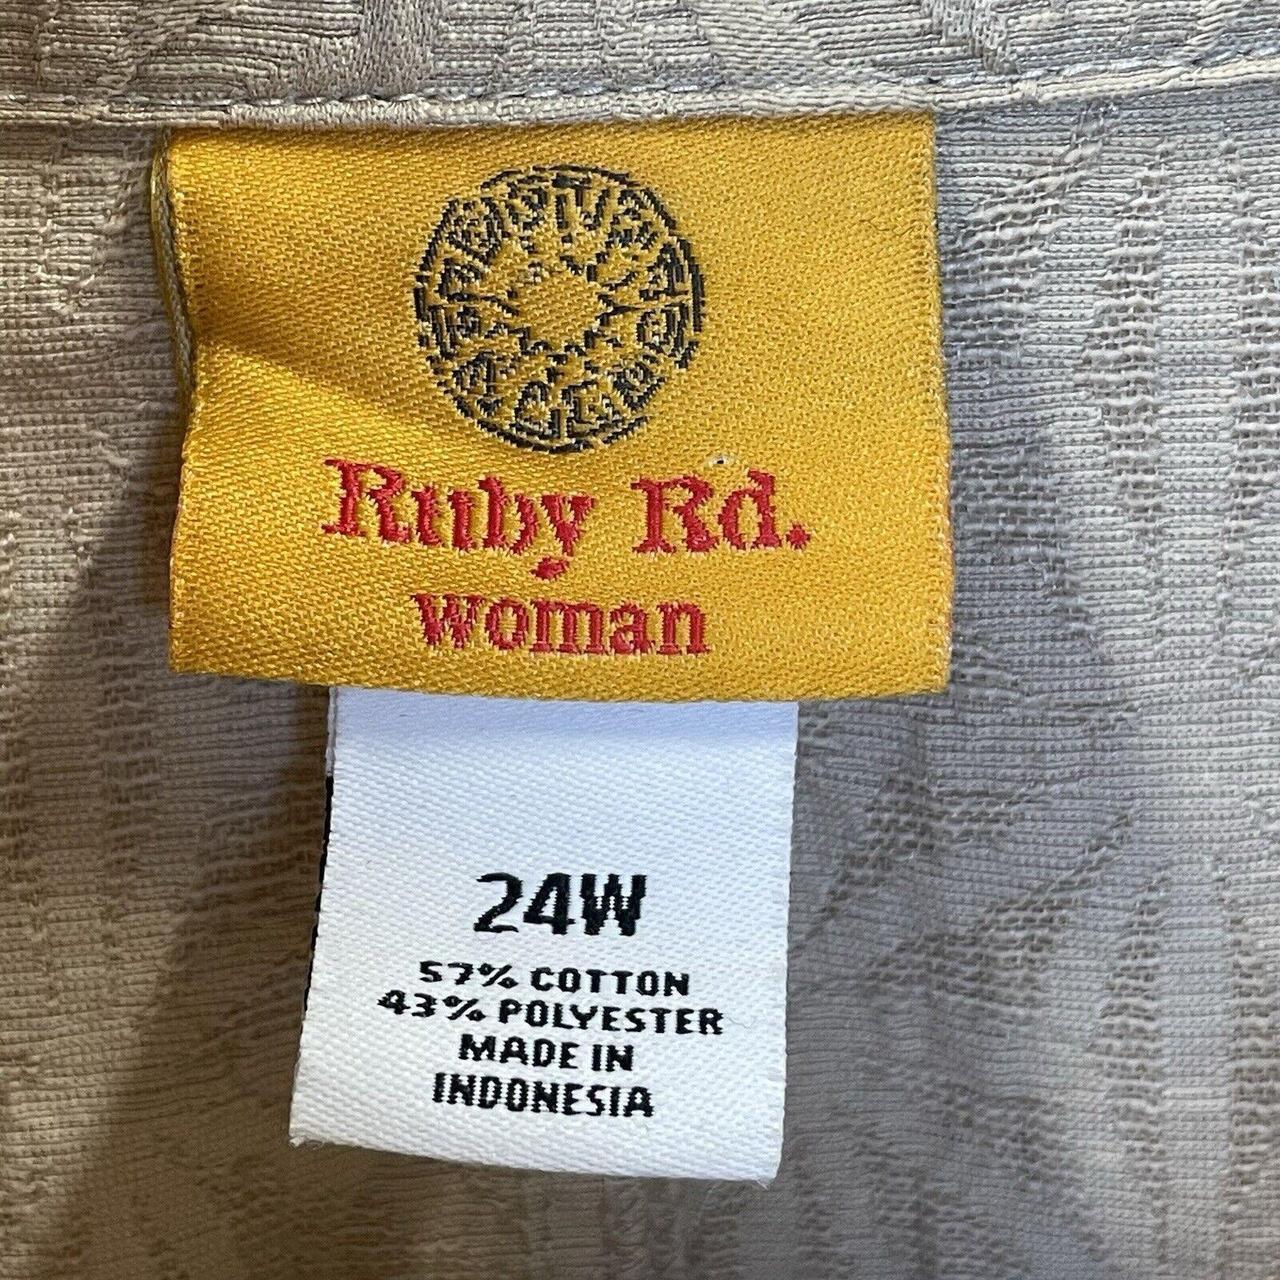 Ruby Rd.
woman
24W
57% COTTON
43% POLYESTER
MADE IN
INDONESIA